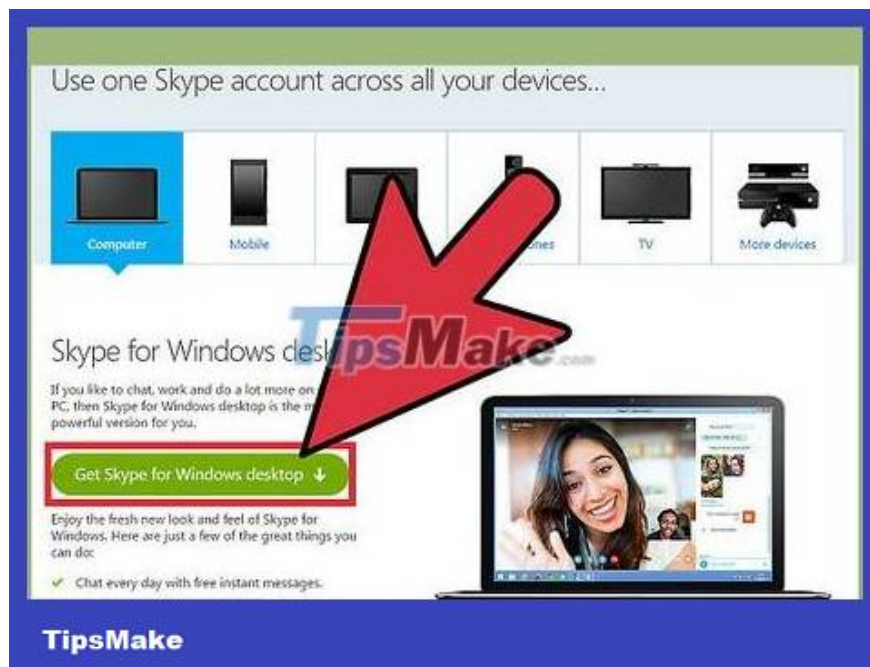 Use one Skype account across all your devices...
Computer
Mobile
TV
More devices
TipsMake.com
Skype for Windows
If you like to chat, work and do a lot more on
PC, then Skype for Windows desktop is the
powerful version for you.
Get Skype for Windows desktop
Enjoy the fresh new look and feel of Skype for
Windows. Here are just a few of the great things you
can do:
Chat every day with free instant messages.
TipsMake